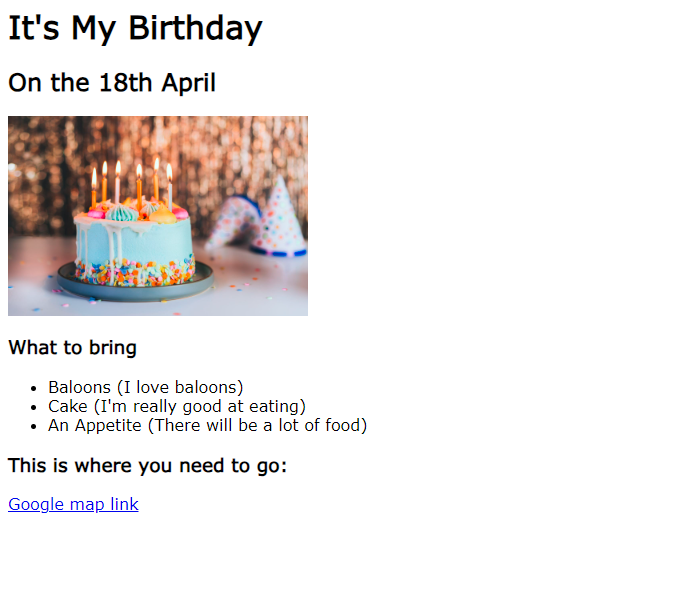 It's My Birthday
On the 18th April
What to bring
Baloons (I love baloons)
Cake (I'm really good at eating)
An Appetite (There will be a lot of food)
This is where you need to go:
Google map link